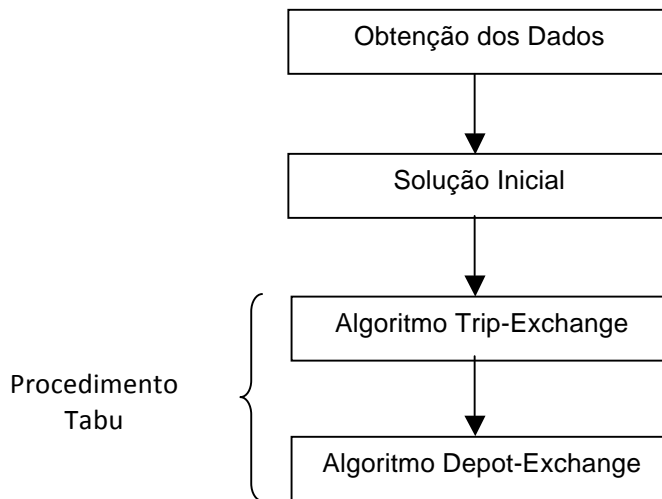 Obtenção dos Dados
Solução Inicial
Algoritmo Trip-Exchange
Procedimento
Tabu
Algoritmo Depot-Exchange